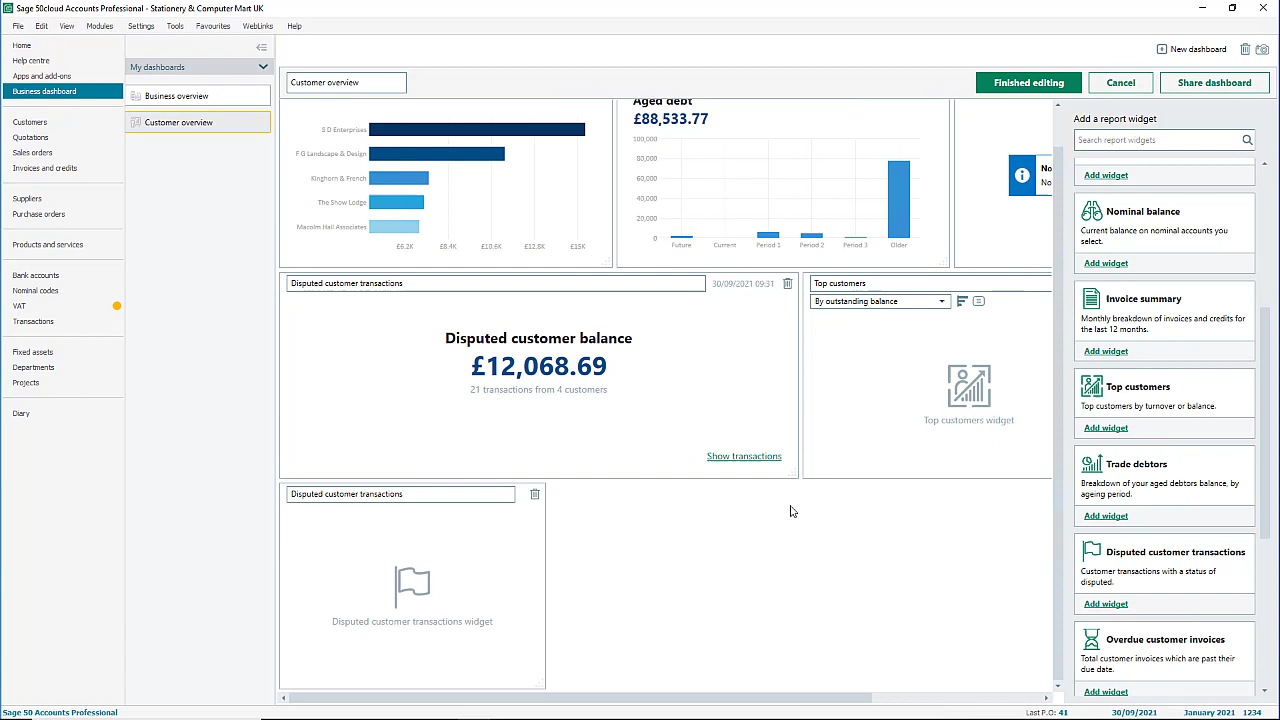 Sage 50cloud Accounts Professional - Stationery & Computer Mart UK
File Edit View Modules Settings Tools Favourites WebLinks Help
Home
Help centre
Apps and add-ons
Business dashboard
Customers
Quotations
Sales orders
Invoices and credits
Suppliers
Purchase orders
Products and services
Bank accounts
Nominal codes
VAT
Transactions
Fixed assets
Departments
Projects
Diary
My dashboards
Business overview
Customer overview
New dashboard
Customer overview
Finished editing
Cancel
Share dashboard
S D Enterprises
F G Landscape & Design
Kinghorn & French
The Show Lodge
Macolm Hall Associates
£6.2K £8.4K £10.6K £12.8K £15K
Aged debt
£88,533.77
100,000
80,000
60,000
40,000
20,000
0
Future Current Period 1 Period 2 Period 3 Older
No
No
Disputed customer transactions
30/09/2021 09:31
Disputed customer balance
£12,068.69
21 transactions from 4 customers
Show transactions
Top customers
By outstanding balance
Top customers widget
Disputed customer transactions
Disputed customer transactions widget
Add a report widget
Search report widgets
Add widget
Nominal balance
Current balance on nominal accounts you
select.
Add widget
Invoice summary
Monthly breakdown of invoices and credits for
the last 12 months.
Add widget
Top customers
Top customers by turnover or balance.
Add widget
Trade debtors
Breakdown of your aged debtors balance, by
ageing period.
Add widget
Disputed customer transactions
Customer transactions with a status of
disputed.
Add widget
Overdue customer invoices
Total customer invoices which are past their
due date.
Add widget
Sage 50 Accounts Professional
Last P.O: 41
30/09/2021
January 2021
1234